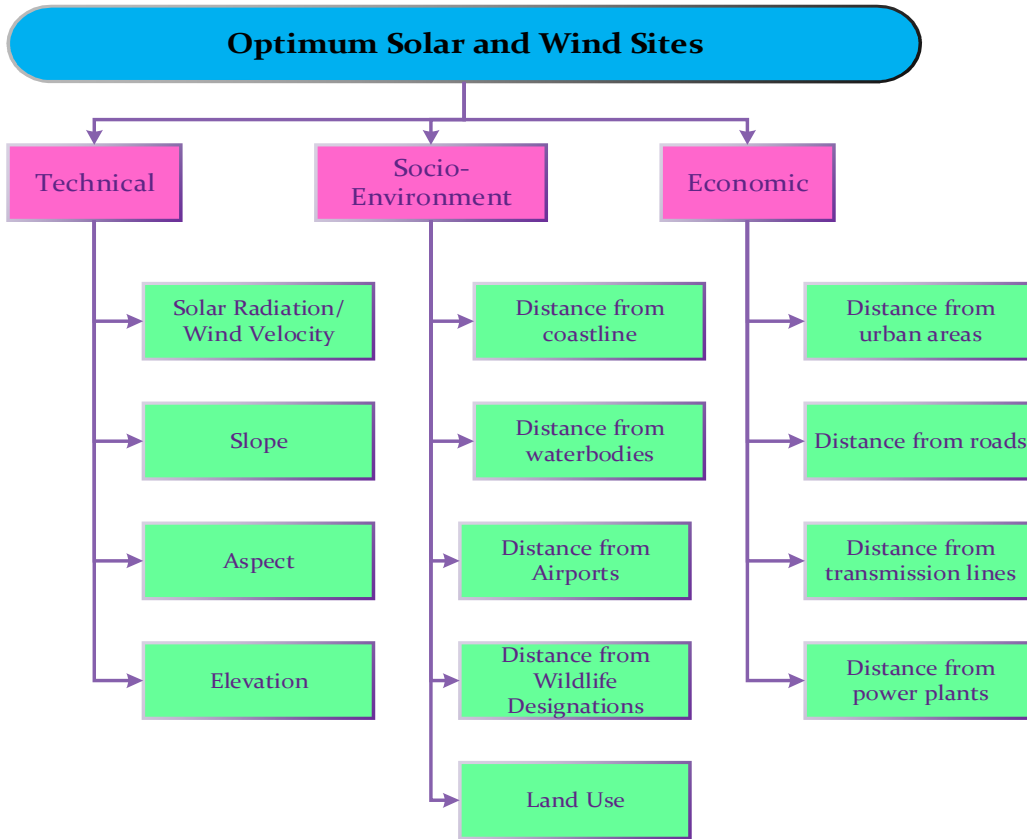 Optimum Solar and Wind Sites
Technical
Socio-
Environment
Economic
Solar Radiation/
Wind Velocity
Slope
Aspect
Elevation
Distance from
coastline
Distance from
waterbodies
Distance from
Airports
Distance from
Wildlife
Designations
Land Use
Distance from
urban areas
Distance from roads
Distance from
transmission lines
Distance from
power plants